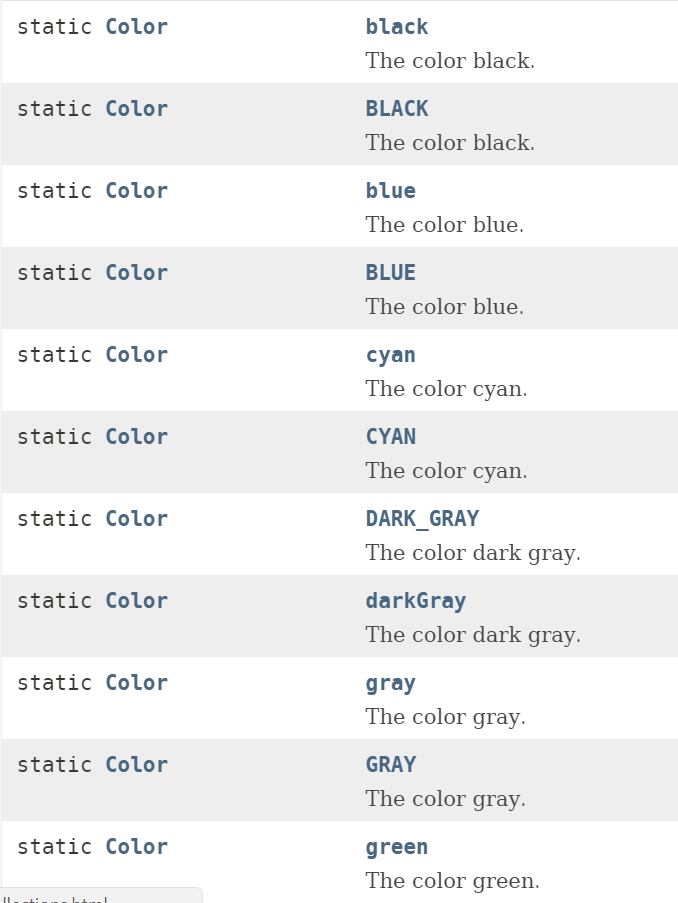 static Color black
The color black.
static Color BLACK
The color black.
static Color blue
The color blue.
static Color BLUE
The color blue.
static Color cyan
The color cyan.
static Color CYAN
The color cyan.
static Color DARK_GRAY
The color dark gray.
static Color darkGray
The color dark gray.
static Color gray
The color gray.
static Color GRAY
The color gray.
static Color green
The color green.